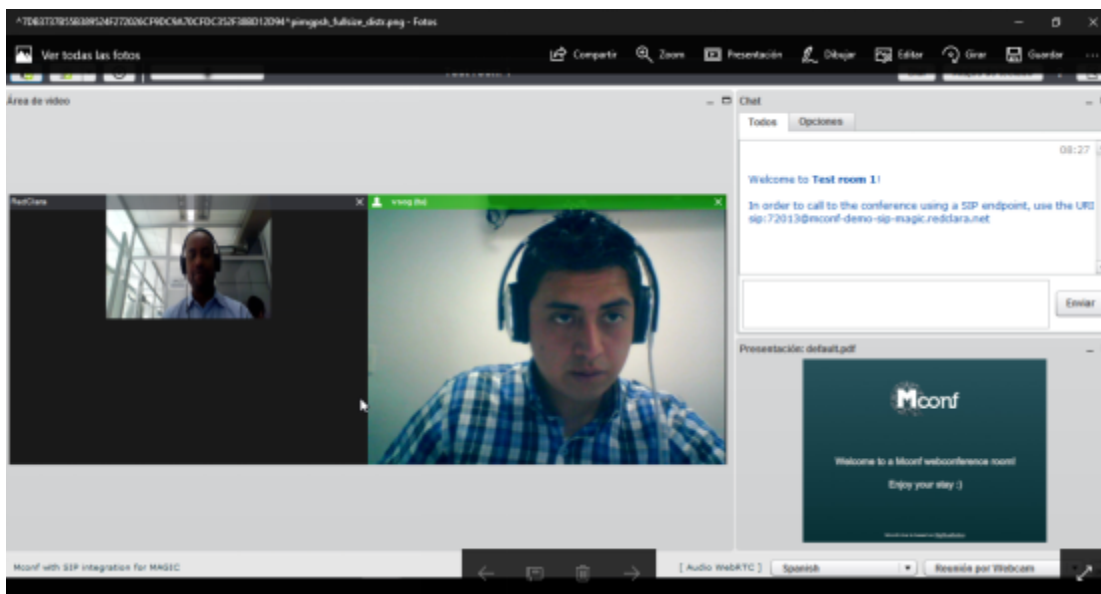 Fotos
Ver todas las fotos
Compartir
Zoom
Presentación
Dibujar
Editar
Girar
Guardar
Área de video
RedClara
Chat
Todos Opciones
08:27
Welcome to Test room 1!
In order to call to the conference using a SIP endpoint, use the URI
sip:72013@mconf-demo-sip-magic.redclara.net
Enviar
Presentación: default.pdf
Mconf
Welcome to a Mconf webconference room!
Enjoy your stay :)
Mconf with SIP integration for MAGIC
[ Audio WebRTC ]
Spanish
Reunión por Webcam